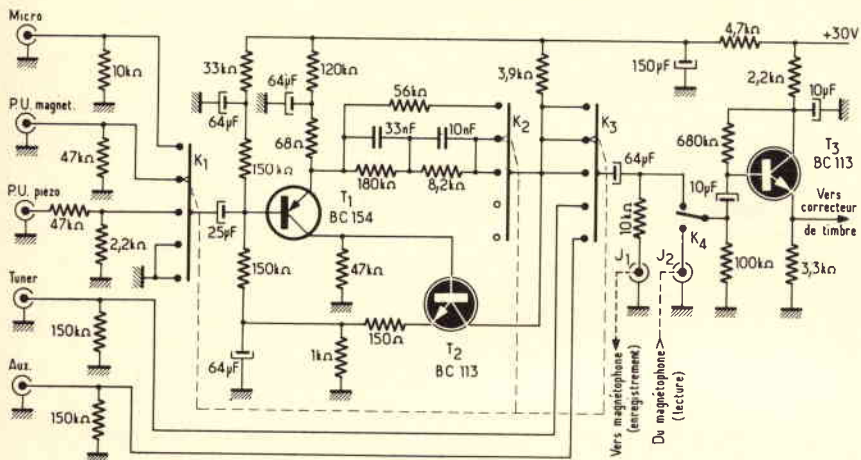 Micro
10kΩ
P.U. magnét.
47kΩ
P.U. piezo
47kΩ
2,2kΩ
Tuner
150kΩ
Aux.
150kΩ
K1
25µF
33kΩ
64µF
150kΩ
150kΩ
64µF
120kΩ
64µF
68Ω
T1
BC 154
47kΩ
1kΩ
150Ω
T2
BC 113
56kΩ
33nF
10nF
180kΩ
8,2kΩ
K2
3,9kΩ
K3
64µF
10kΩ
J1
J2
K4
Vers magnétophone
(enregistrement)
Du magnétophone
(lecture)
150µF
4,7kΩ
+30V
2,2kΩ
10µF
680kΩ
T3
BC 113
10µF
100kΩ
Vers
correcteur
de timbre
3,3kΩ